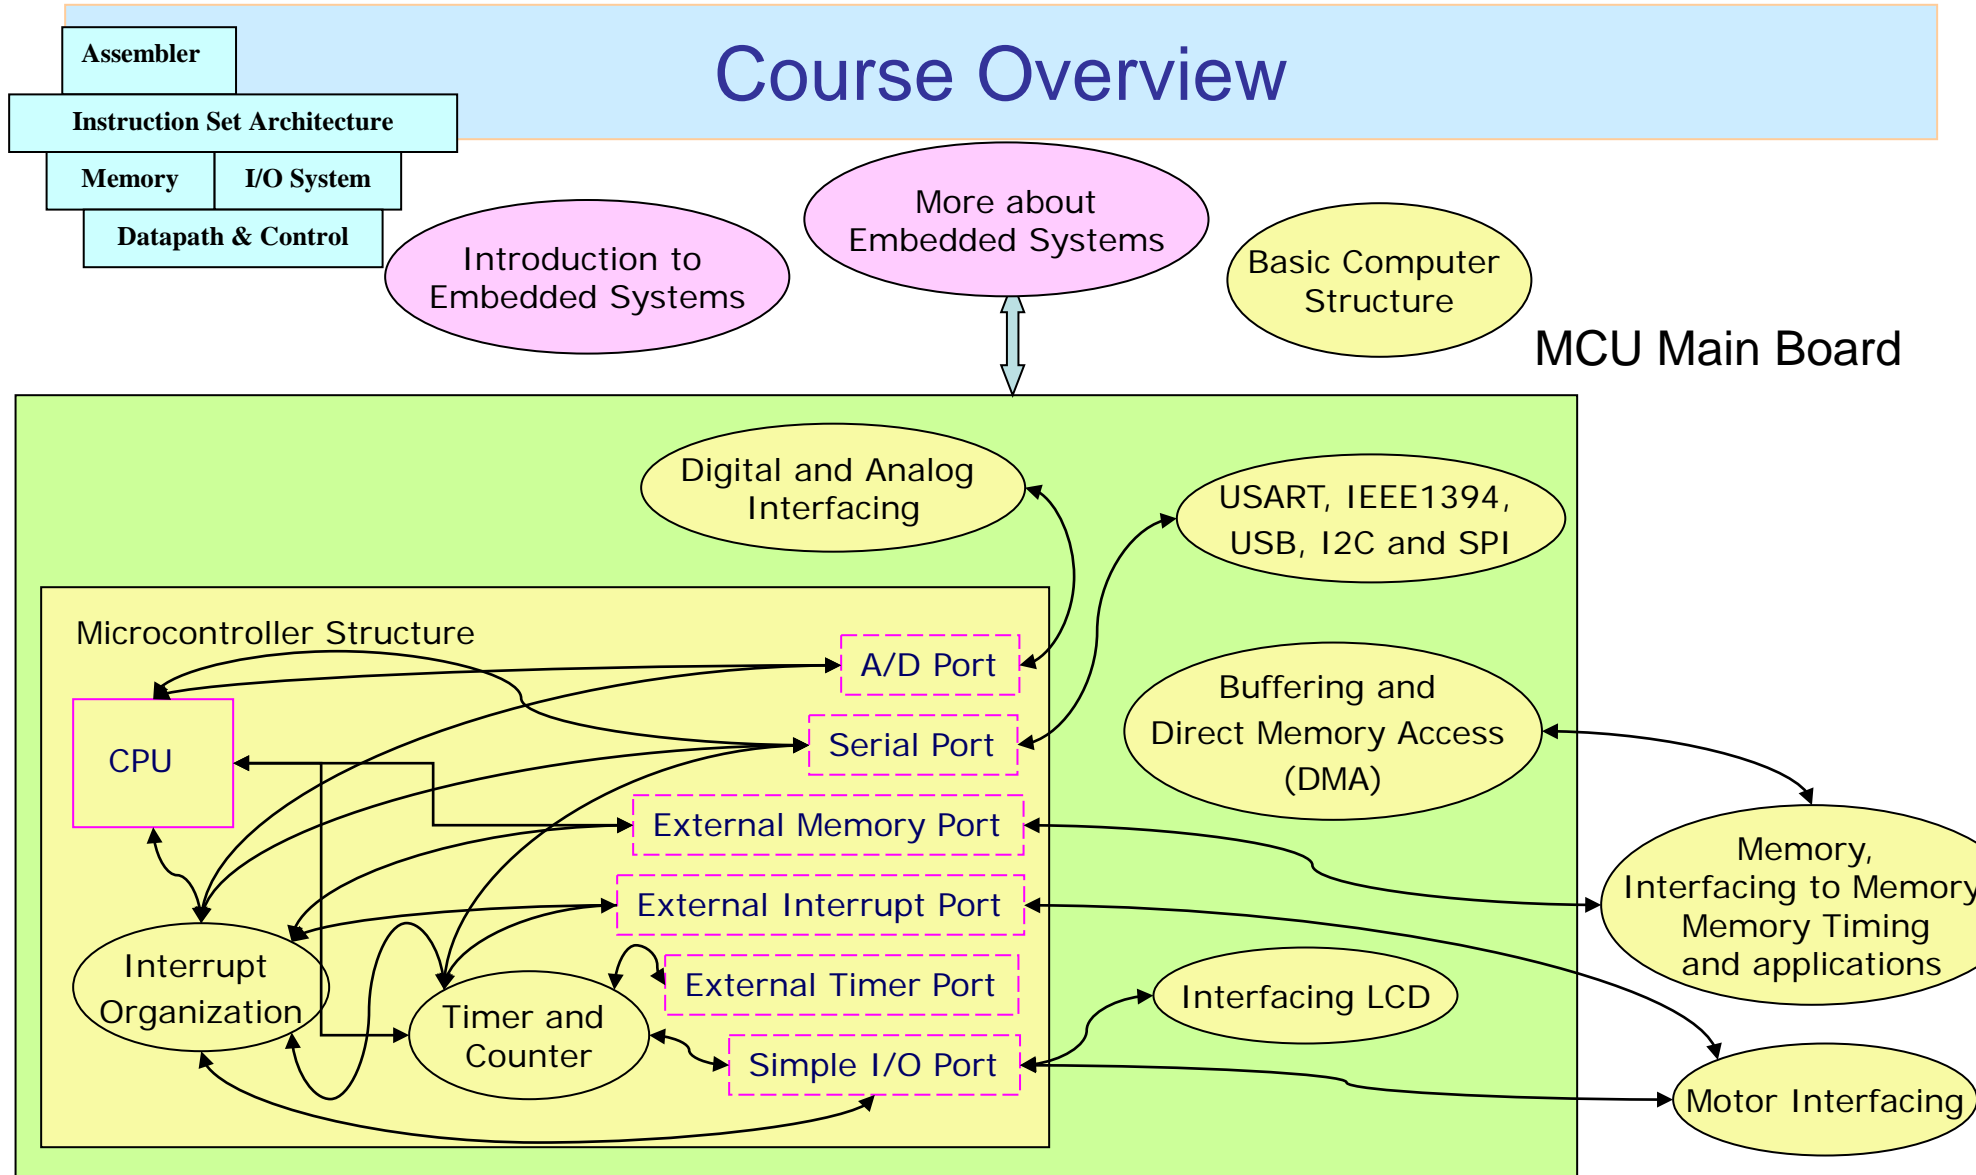 Course Overview
Assembler
Instruction Set Architecture
Memory
I/O System
Datapath & Control
Introduction to
Embedded Systems
More about
Embedded Systems
Basic Computer
Structure
MCU Main Board
Digital and Analog
Interfacing
USART, IEEE1394,
USB, I2C and SPI
Microcontroller Structure
A/D Port
Serial Port
CPU
External Memory Port
External Interrupt Port
External Timer Port
Simple I/O Port
Interrupt
Organization
Timer and
Counter
Buffering and
Direct Memory Access
(DMA)
Memory,
Interfacing to Memory
Memory Timing
and applications
Interfacing LCD
Motor Interfacing